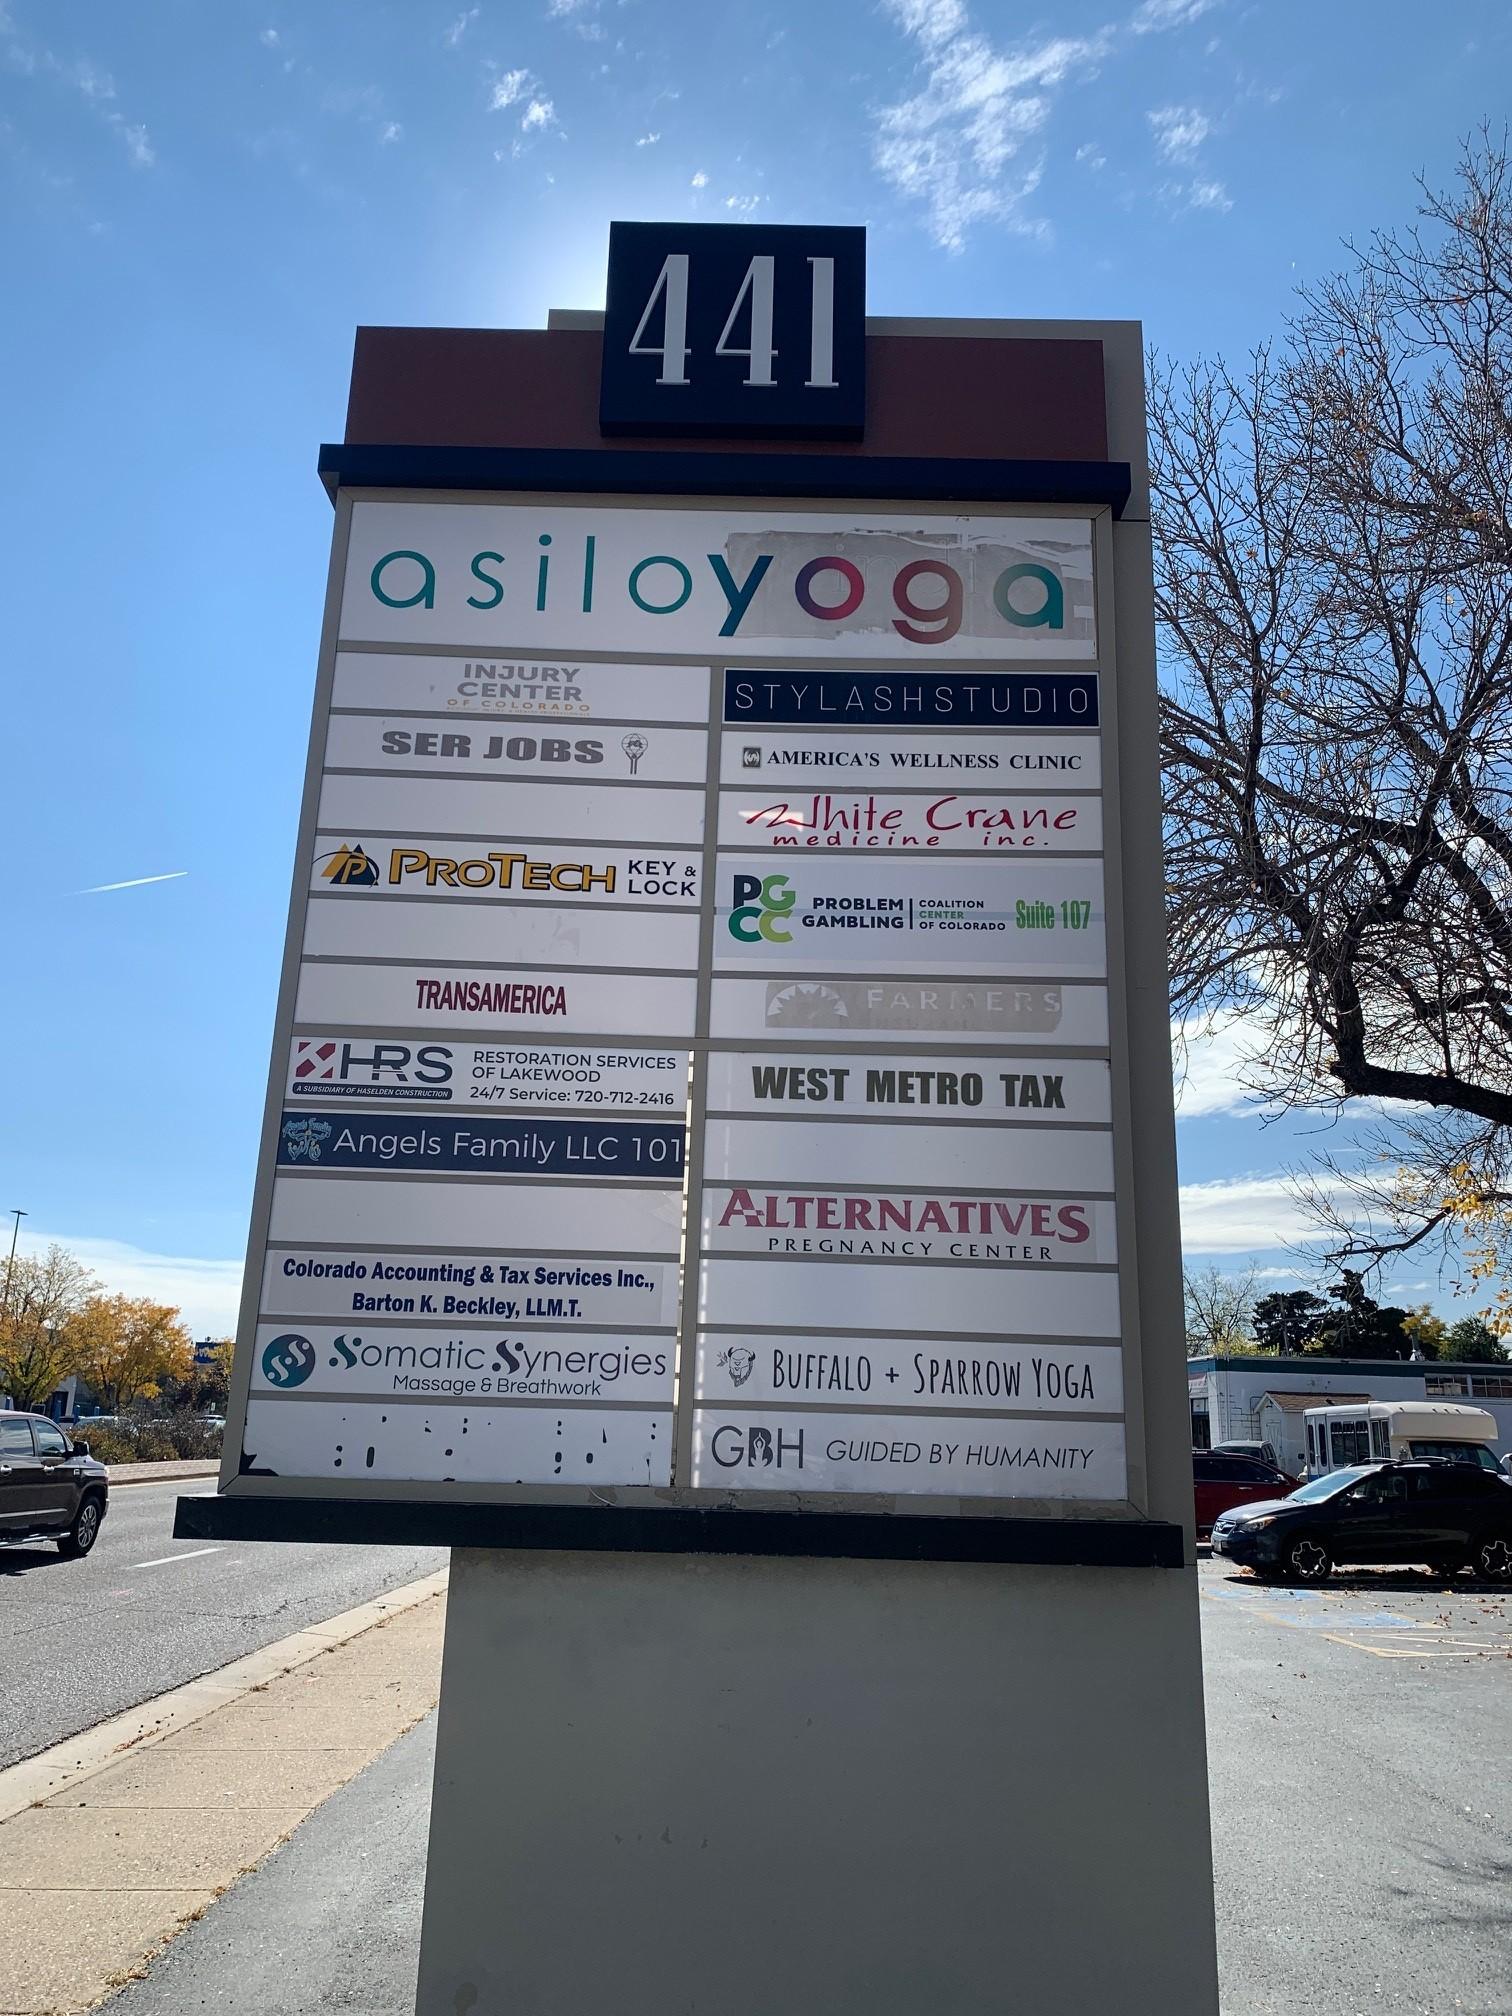 441
asiloyoga
INJURY
CENTER
OF COLORADO
SER JOBS
PROTECH KEY &
LOCK
TRANSAMERICA
HRS
A SUBSIDIARY OF HASELDEN CONSTRUCTION
RESTORATION SERVICES
OF LAKEWOOD
24/7 Service: 720-712-2416
Angels Family LLC 101
Colorado Accounting & Tax Services Inc.,
Barton K. Beckley, LLM.T.
Somatic Synergies
Massage & Breathwork
STYLASHSTUDIO
AMERICA'S WELLNESS CLINIC
White Crane
medicine inc.
PG
CC
PROBLEM
GAMBLING
COALITION
CENTER
OF COLORADO
Suite 107
FARMERS
WEST METRO TAX
ALTERNATIVES
PREGNANCY CENTER
BUFFALO + SPARROW YOGA
GBH GUIDED BY HUMANITY